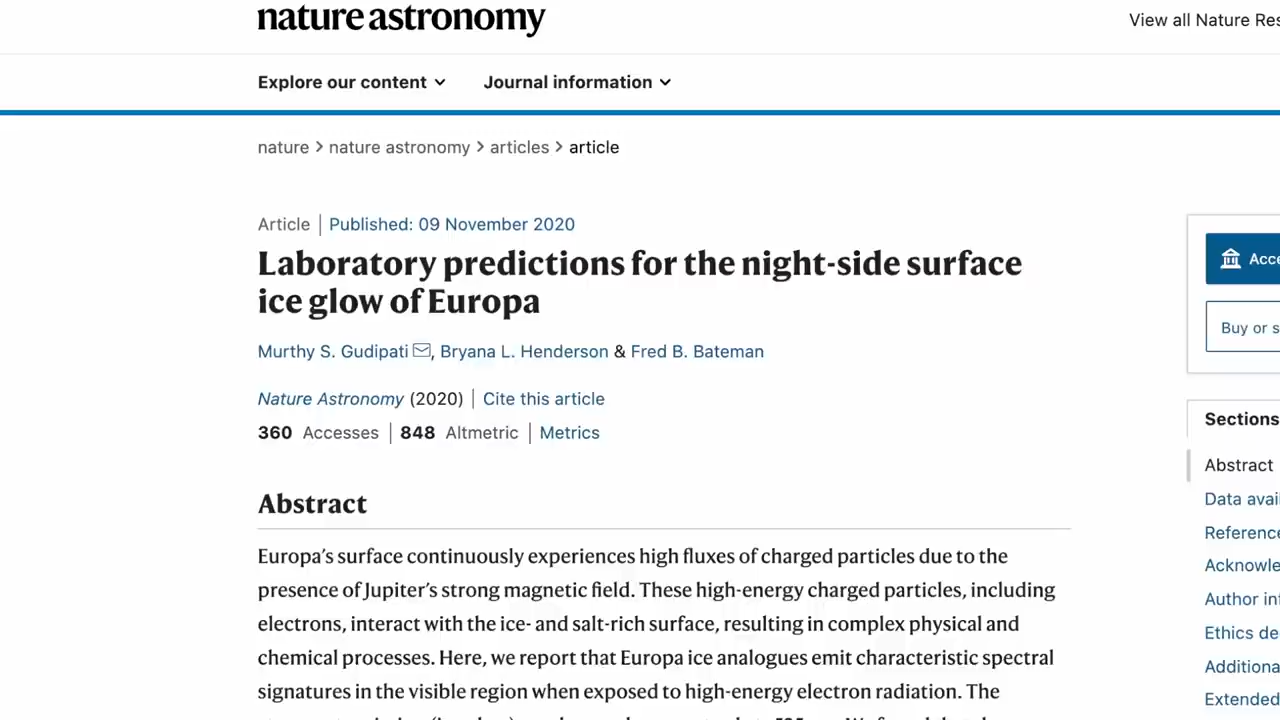 nature astronomy
View all Nature Res
Explore our content
Journal information
nature > nature astronomy > articles > article
Article | Published: 09 November 2020
Laboratory predictions for the night-side surface
ice glow of Europa
Murthy S. Gudipati, Bryana L. Henderson & Fred B. Bateman
Nature Astronomy (2020) | Cite this article
360 Accesses | 848 Altmetric | Metrics
Abstract
Europa’s surface continuously experiences high fluxes of charged particles due to the
presence of Jupiter’s strong magnetic field. These high-energy charged particles, including
electrons, interact with the ice- and salt-rich surface, resulting in complex physical and
chemical processes. Here, we report that Europa ice analogues emit characteristic spectral
signatures in the visible region when exposed to high-energy electron radiation. The
Acce
Buy or s
Sections
Abstract
Data avai
Reference
Acknowle
Author in
Ethics de
Additiona
Extended